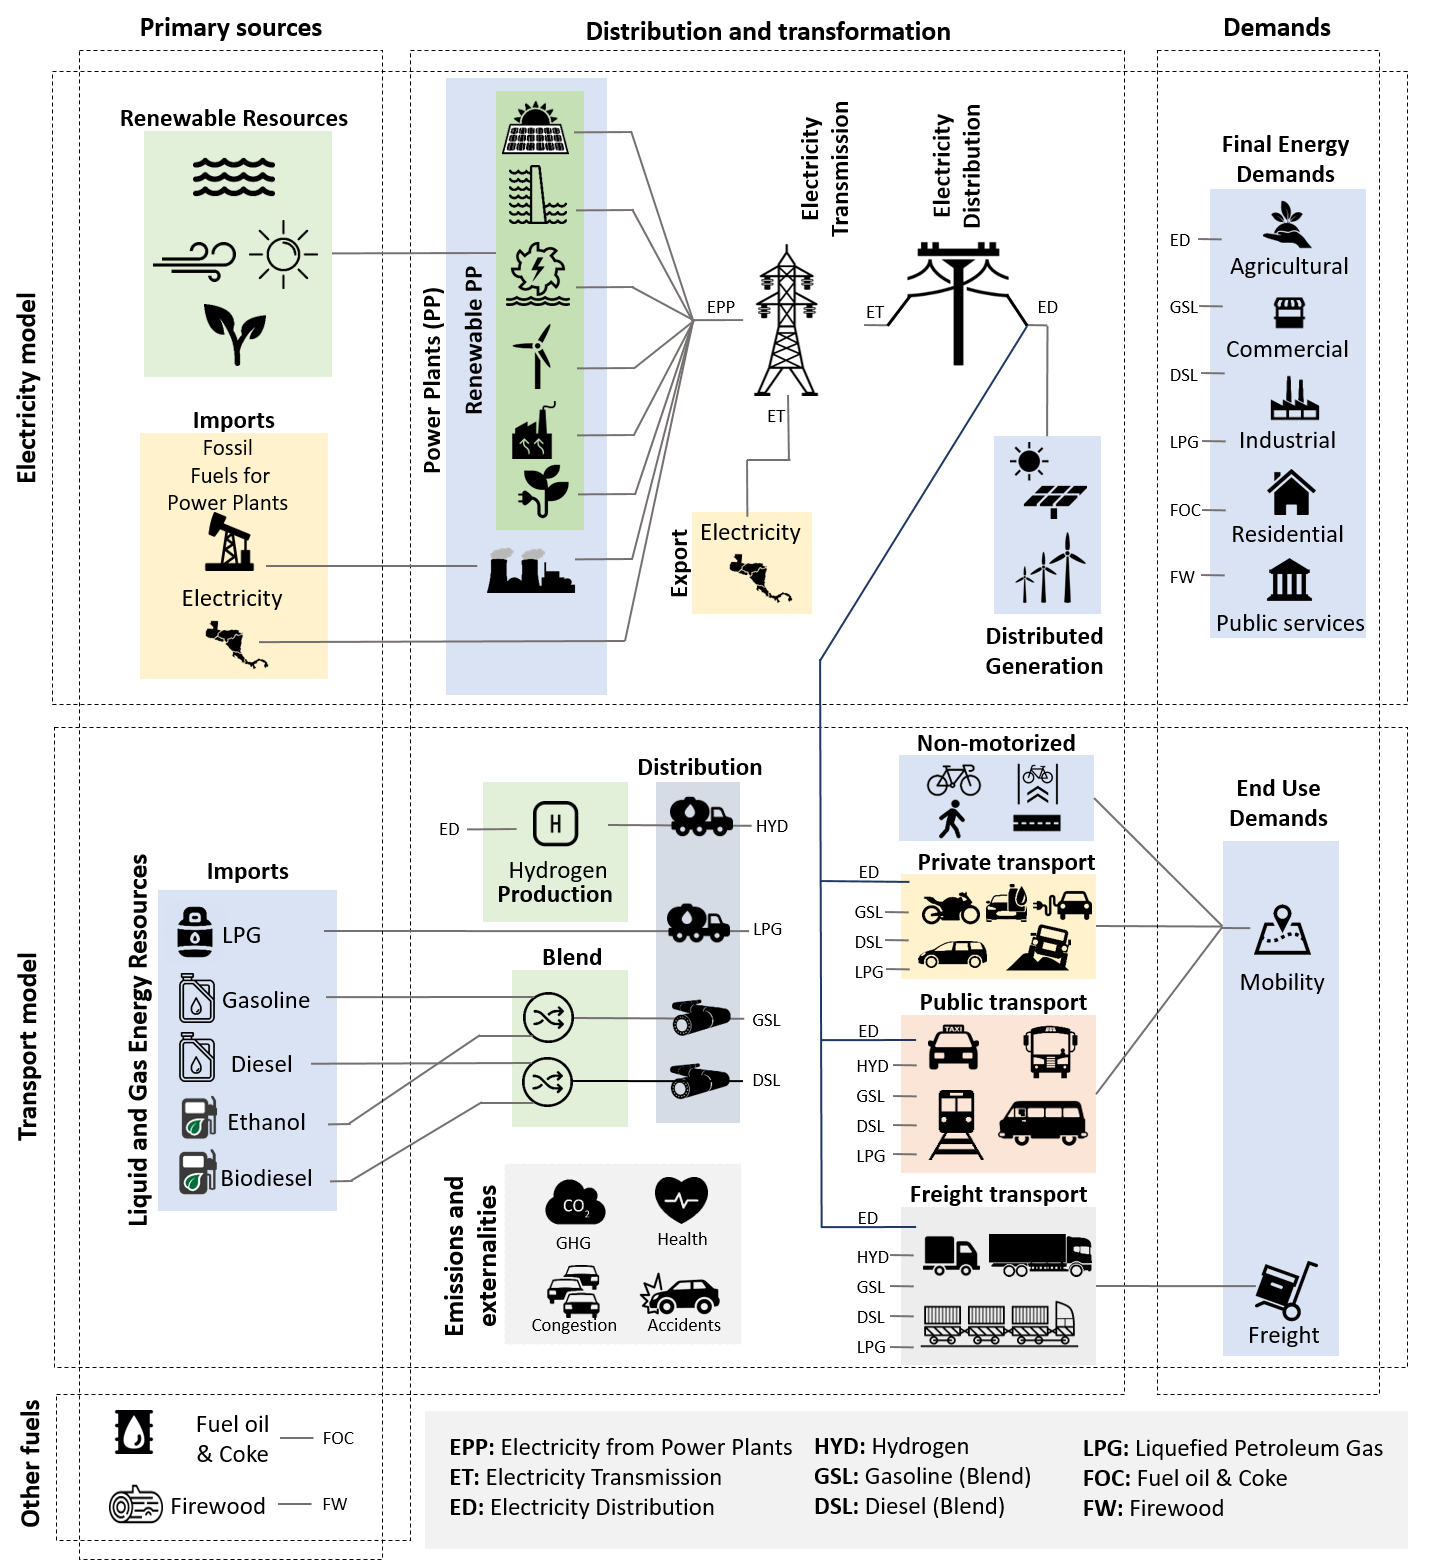 Primary sources
Distribution and transformation
Demands
Electricity model
Renewable Resources
Imports
Fossil
Fuels for
Power Plants
Electricity
Power Plants (PP)
Renewable PP
EPP
Electricity
Transmission
ET
ET
Electricity
Distribution
ED
Export
Electricity
Distributed
Generation
Final Energy
Demands
ED
Agricultural
GSL
Commercial
DSL
Industrial
LPG
Residential
FOC
Public services
FW
Transport model
Liquid and Gas Energy Resources
Imports
LPG
Gasoline
Diesel
Ethanol
Biodiesel
ED
H
Hydrogen
Production
Blend
Distribution
HYD
LPG
GSL
DSL
Emissions and
externalities
CO2
GHG
Health
Congestion
Accidents
Non-motorized
Private transport
ED
GSL
DSL
LPG
Public transport
ED
HYD
GSL
DSL
LPG
TAXI
Freight transport
ED
HYD
GSL
DSL
LPG
End Use
Demands
Mobility
Freight
Other fuels
Fuel oil
& Coke
FOC
Firewood
FW
EPP: Electricity from Power Plants
ET: Electricity Transmission
ED: Electricity Distribution
HYD: Hydrogen
GSL: Gasoline (Blend)
DSL: Diesel (Blend)
LPG: Liquefied Petroleum Gas
FOC: Fuel oil & Coke
FW: Firewood